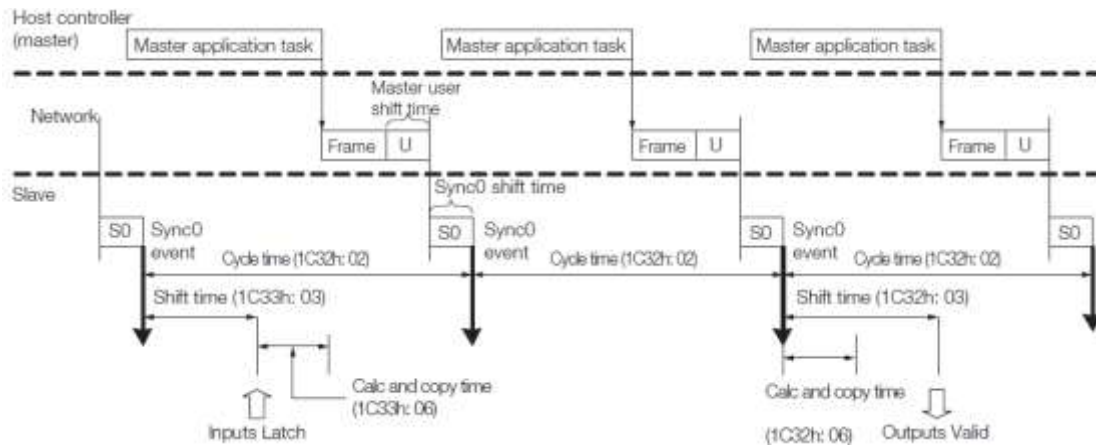 Host controller
(master)
Master application task
Master application task
Master application task
Master user
shift time
Network
Frame
U
Frame
U
Frame
U
Slave
Sync0 shift time
S0
Sync0
event
S0
Sync0
event
S0
Sync0
event
S0
Cycle time (1C32h: 02)
Cycle time (1C32h: 02)
Cycle time (1C32h: 02)
Shift time (1C33h: 03)
Shift time (1C32h: 03)
Calc and copy time
(1C33h: 06)
Calc and copy time
(1C32h: 06)
Inputs Latch
Outputs Valid